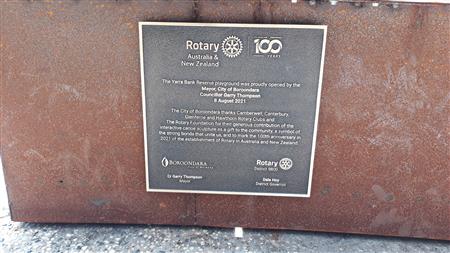 Rotary
Australia &
New Zealand
100
YEARS
The Yarra Bank Reserve playground was proudly opened by the
Mayor, City of Boroondara
Councillor Garry Thompson
8 August 2021
The City of Boroondara thanks Camberwell, Canterbury,
Glenferrie and Hawthorn Rotary Clubs and
The Rotary Foundation for their generous contribution of the
interactive canoe sculpture as a gift to the community, a symbol of
the strong bonds that unite us, and to mark the 100th anniversary in
2021 of the establishment of Rotary in Australia and New Zealand.
BOROONDARA
Rotary
District 9800
Cr Garry Thompson
Mayor
Dale Hoy
District Governor